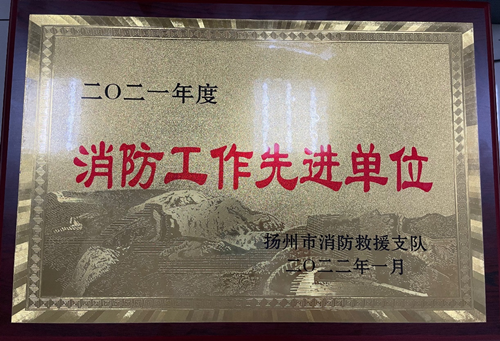 二〇二一年度
消防工作先进单位
扬州市消防救援支队
二〇二二年一月